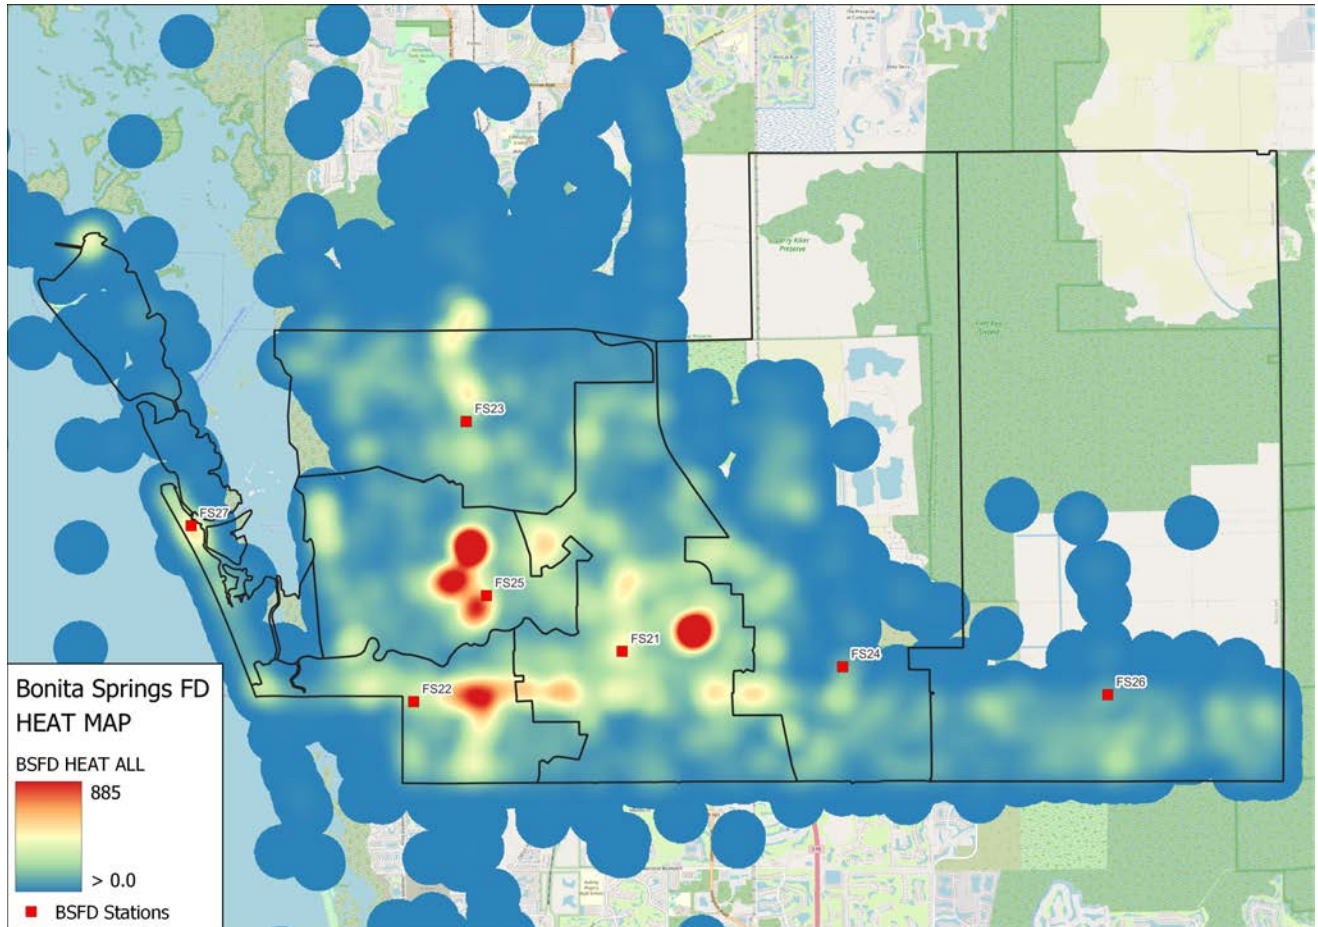 FS23
FS27
FS25
FS21
FS24
FS22
FS26
Bonita Springs FD
HEAT MAP
BSFD HEAT ALL
885
> 0.0
BSFD Stations